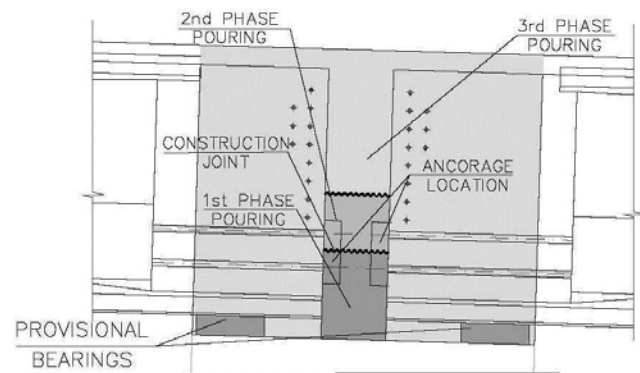 2nd PHASE
POURING
3rd PHASE
POURING
CONSTRUCTION
JOINT
ANCORAGE
LOCATION
1st PHASE
POURING
PROVISIONAL
BEARINGS